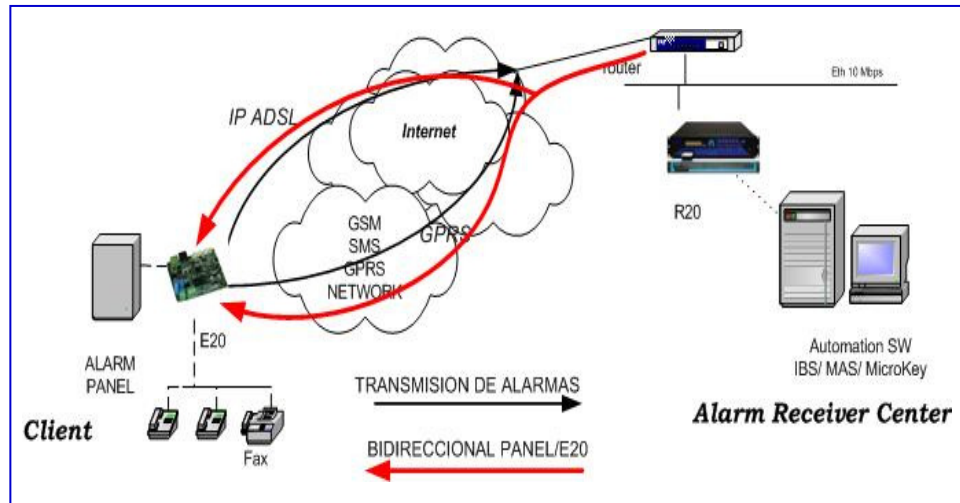 router
Eth 10 Mbps
IP ADSL
Internet
R20
GSM
SMS
GPRS
NETWORK
GPRS
E20
ALARM
PANEL
Automation SW
IBS/ MAS/ MicroKey
TRANSMISION DE ALARMAS
Client
Alarm Receiver Center
Fax
BIDIRECCIONAL PANEL/E20